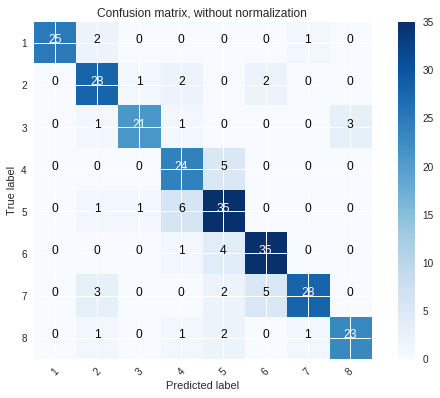 Confusion matrix, without normalization
True label
1 25 2 0 0 0 0 1 0
2 0 28 1 2 0 2 0 0
3 0 1 21 1 0 0 0 3
4 0 0 0 24 5 0 0 0
5 0 1 1 6 35 0 0 0
6 0 0 0 1 4 35 0 0
7 0 3 0 0 2 5 28 0
8 0 1 0 1 2 0 1 23
1 2 3 4 5 6 7 8
Predicted label
35
30
25
20
15
10
5
0